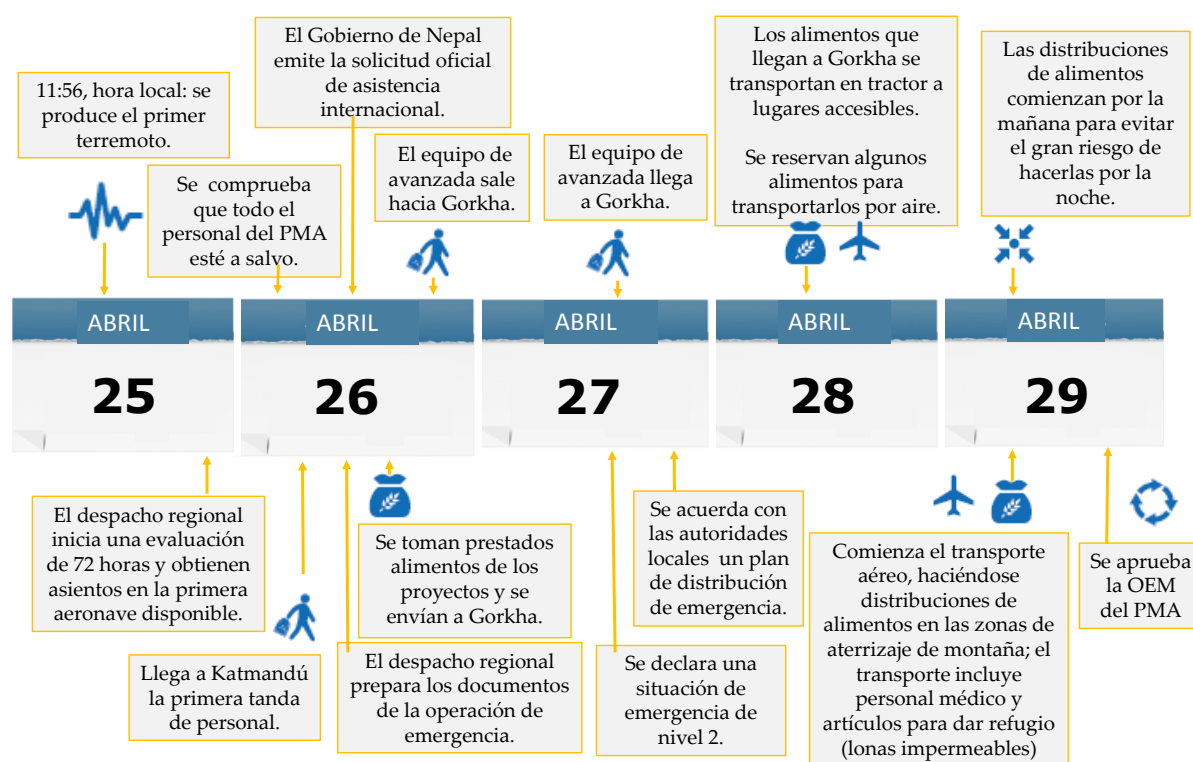 11:56, hora local: se
produce el primer
terremoto.
Se comprueba
que todo el
personal del PMA
esté a salvo.
El Gobierno de Nepal
emite la solicitud oficial
de asistencia
internacional.
El equipo de
avanzada sale
hacia Gorkha.
El equipo de
avanzada llega
a Gorkha.
Los alimentos que
llegan a Gorkha se
transportan en tractor a
lugares accesibles.
Se reservan algunos
alimentos para
transportarlos por aire.
Las distribuciones
de alimentos
comienzan por la
mañana para evitar
el gran riesgo de
hacerlas por la
noche.
ABRIL
25
ABRIL
26
ABRIL
27
ABRIL
28
ABRIL
29
El despacho regional
inicia una evaluación
de 72 horas y obtienen
asientos en la primera
aeronave disponible.
Llega a Katmandú
la primera tanda
de personal.
Se toman prestados
alimentos de los
proyectos y se
envían a Gorkha.
El despacho regional
prepara los documentos
de la operación de
emergencia.
Se acuerda con
las autoridades
locales un plan
de distribución
de emergencia.
Se declara una
situación de
emergencia de
nivel 2.
Comienza el transporte
aéreo, haciéndose
distribuciones de
alimentos en las zonas de
aterrizaje de montaña; el
transporte incluye
personal médico y
artículos para dar refugio
(lonas impermeables)
Se aprueba
la OEM
del PMA